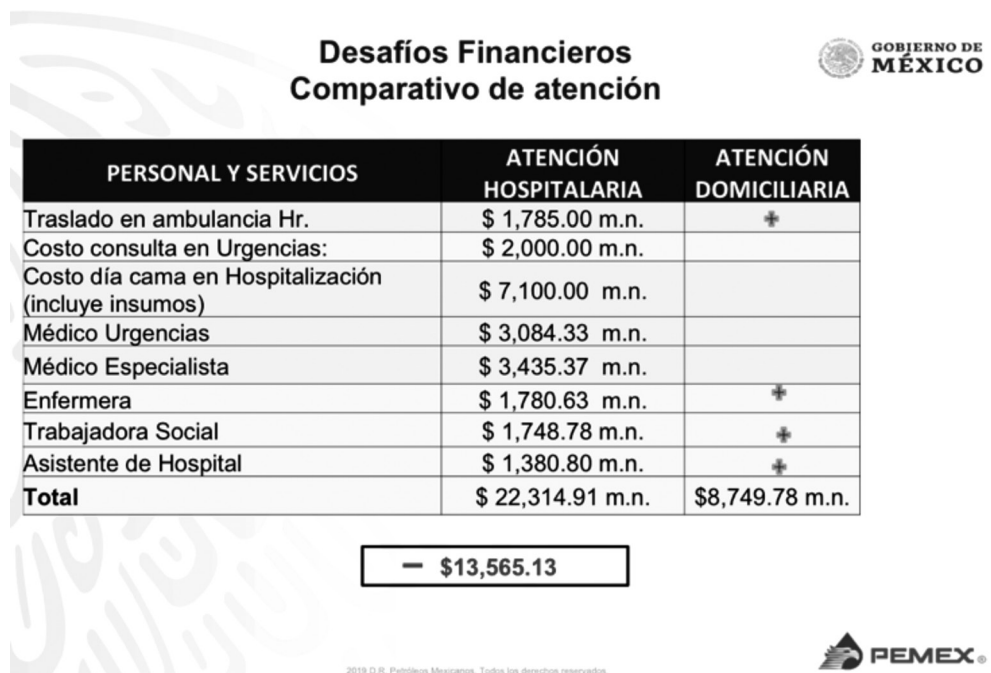 Desafíos Financieros
Comparativo de atención
GOBIERNO DE
MÉXICO
PERSONAL Y SERVICIOS ATENCIÓN HOSPITALARIA ATENCIÓN DOMICILIARIA
Traslado en ambulancia Hr. $ 1,785.00 m.n. +
Costo consulta en Urgencias: $ 2,000.00 m.n.
Costo día cama en Hospitalización
(incluye insumos) $ 7,100.00 m.n.
Médico Urgencias $ 3,084.33 m.n.
Médico Especialista $ 3,435.37 m.n.
Enfermera $ 1,780.63 m.n. +
Trabajadora Social $ 1,748.78 m.n. +
Asistente de Hospital $ 1,380.80 m.n. +
Total $ 22,314.91 m.n. $8,749.78 m.n.
− $13,565.13
2019 D.R. Petróleos Mexicanos. Todos los derechos reservados.
PEMEX®